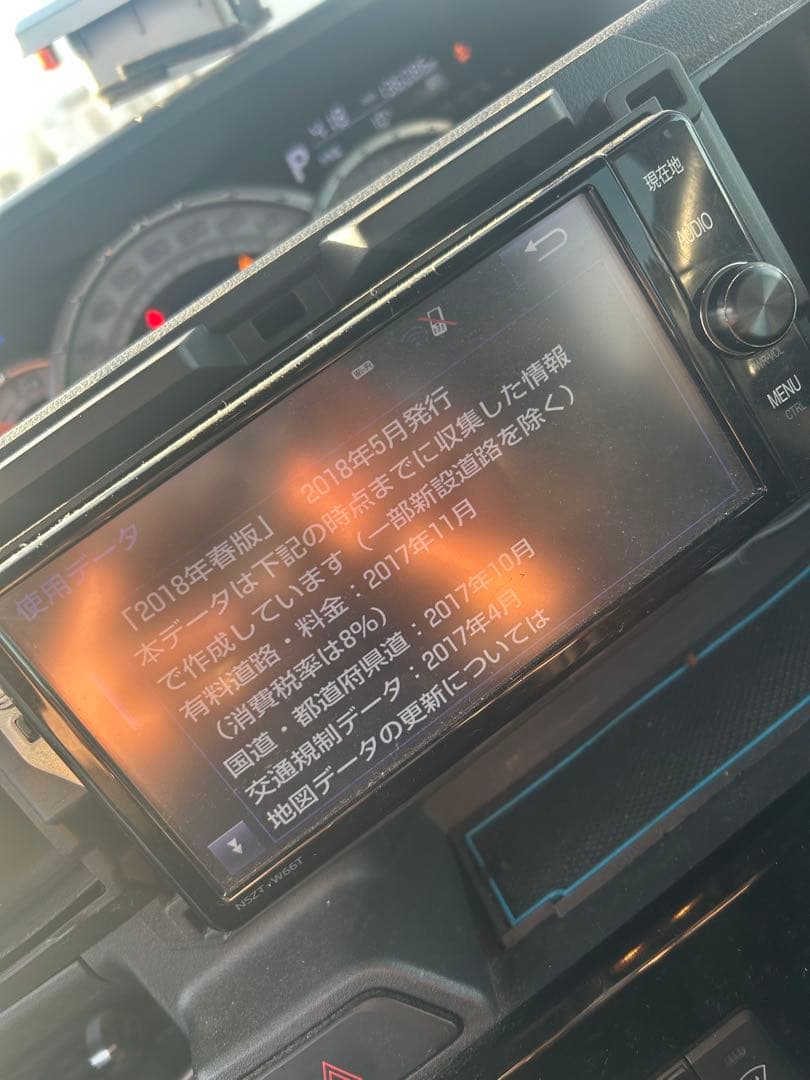 P
現在地
AUDIO
MENU
Wi-Fi
使用データ
「2018年春版」 2018年5月発行
本データは下記の時点までに収集した情報
で作成しています（一部新設道路を除く）
有料道路・料金：2017年11月
（消費税率は8%）
国道・都道府県道：2017年10月
交通規制データ：2017年4月
地図データの更新については
NSZT-W66T